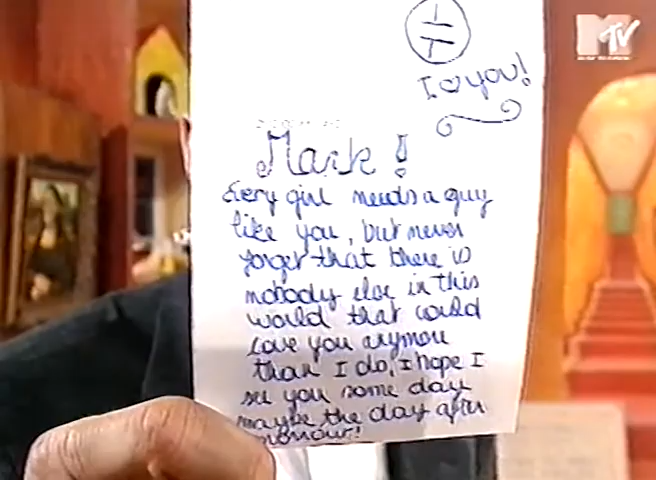 MTV
I ♡ you!
Mark!
Every girl needs a guy
like you, but never
forget that there is
nobody else in this
world that could
love you anymore
than I do, I hope I
see you some day
maybe the day after